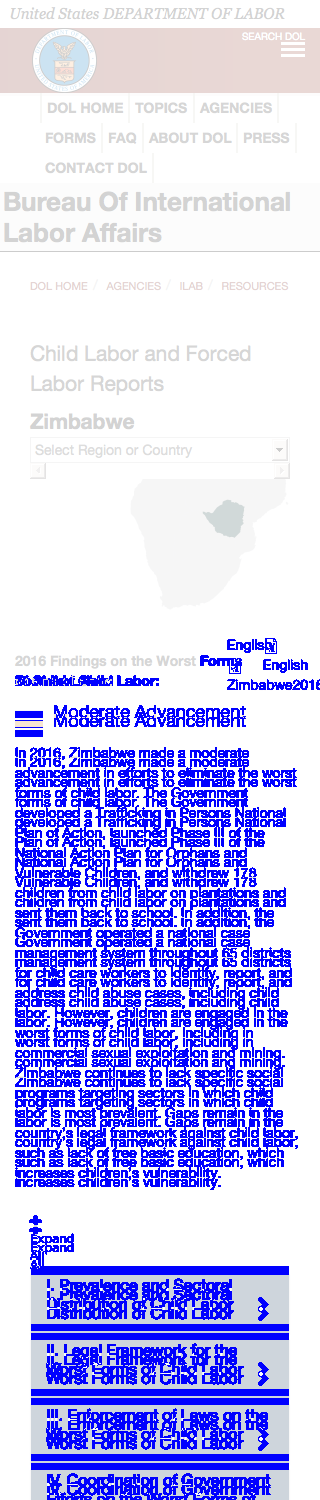 United States DEPARTMENT OF LABOR
SEARCH DOL
DOL HOME TOPICS AGENCIES
FORMS FAQ ABOUT DOL PRESS
CONTACT DOL
Bureau Of International
Labor Affairs
DOL HOME / AGENCIES / ILAB / RESOURCES
Child Labor and Forced
Labor Reports
Zimbabwe
Select Region or Country
English
2016 Findings on the Worst Forms
English
Labor:
Zimbabwe2016
Moderate Advancement
Moderate Advancement
In 2016, Zimbabwe made a moderate
advancement in efforts to eliminate the worst
forms of child labor. The Government
developed a Trafficking in Persons National
Plan of Action, launched Phase III of the
National Action Plan for Orphans and
Vulnerable Children, and withdrew 178
children from child labor on plantations and
sent them back to school. In addition, the
Government operated a national case
management system throughout 65 districts
for child care workers to identify, report, and
address child abuse cases, including child
labor. However, children are engaged in the
worst forms of child labor, including in
commercial sexual exploitation and mining.
Zimbabwe continues to lack specific social
programs targeting sectors in which child
labor is most prevalent. Gaps remain in the
country's legal framework against child labor,
such as lack of free basic education, which
increases children's vulnerability.
+
Expand
All
I. Prevalence and Sectoral
Distribution of Child Labor
II. Legal Framework for the
Worst Forms of Child Labor
III. Enforcement of Laws on the
Worst Forms of Child Labor
IV. Coordination of Government
Efforts on the Worst Forms of